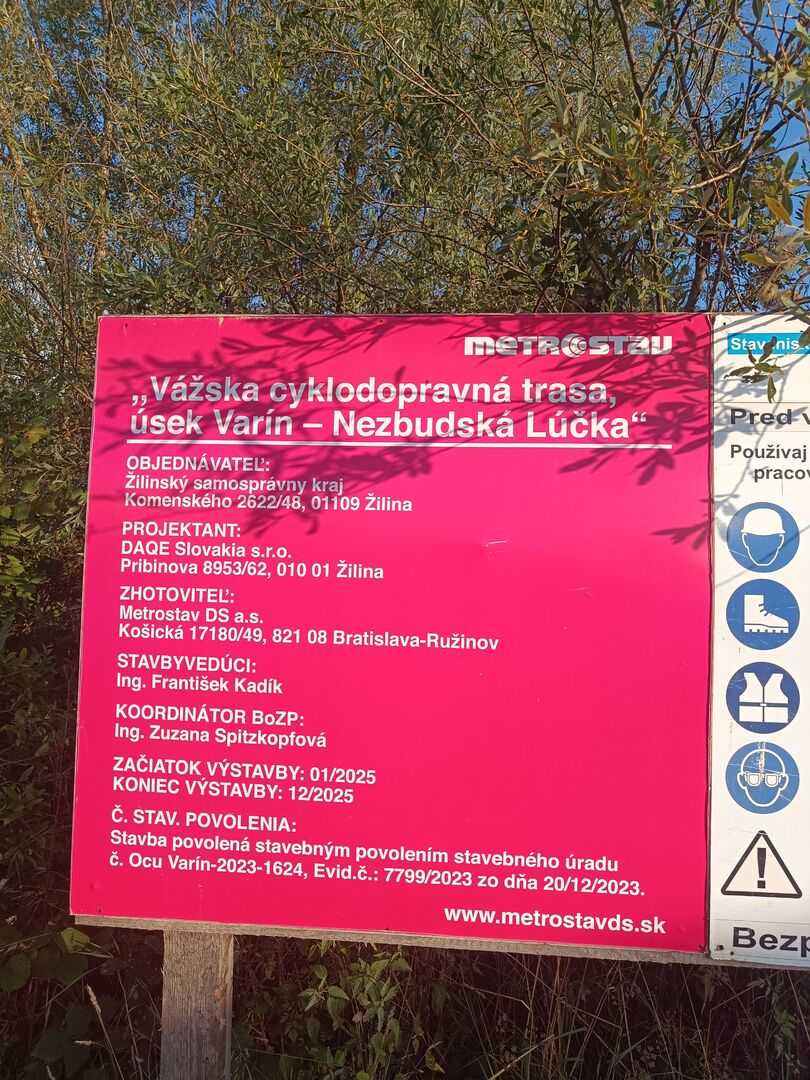 METROSTAV
„Vážska cyklodopravná trasa,
úsek Varín – Nezbudská Lúčka“
OBJEDNÁVATEĽ:
Žilinský samosprávny kraj
Komenského 2622/48, 01109 Žilina
PROJEKTANT:
DAQE Slovakia s.r.o.
Pribinova 8953/62, 010 01 Žilina
ZHOTOVITEĽ:
Metrostav DS a.s.
Košická 17180/49, 821 08 Bratislava-Ružinov
STAVBYVEDÚCI:
Ing. František Kadík
KOORDINÁTOR BoZP:
Ing. Zuzana Spitzkopfová
ZAČIATOK VÝSTAVBY: 01/2025
KONIEC VÝSTAVBY: 12/2025
Č. STAV. POVOLENIA:
Stavba povolená stavebným povolením stavebného úradu
č. Ocu Varín-2023-1624, Evid.č.: 7799/2023 zo dňa 20/12/2023.
www.metrostavds.sk
Pred
Používaj
pracov
Bezp